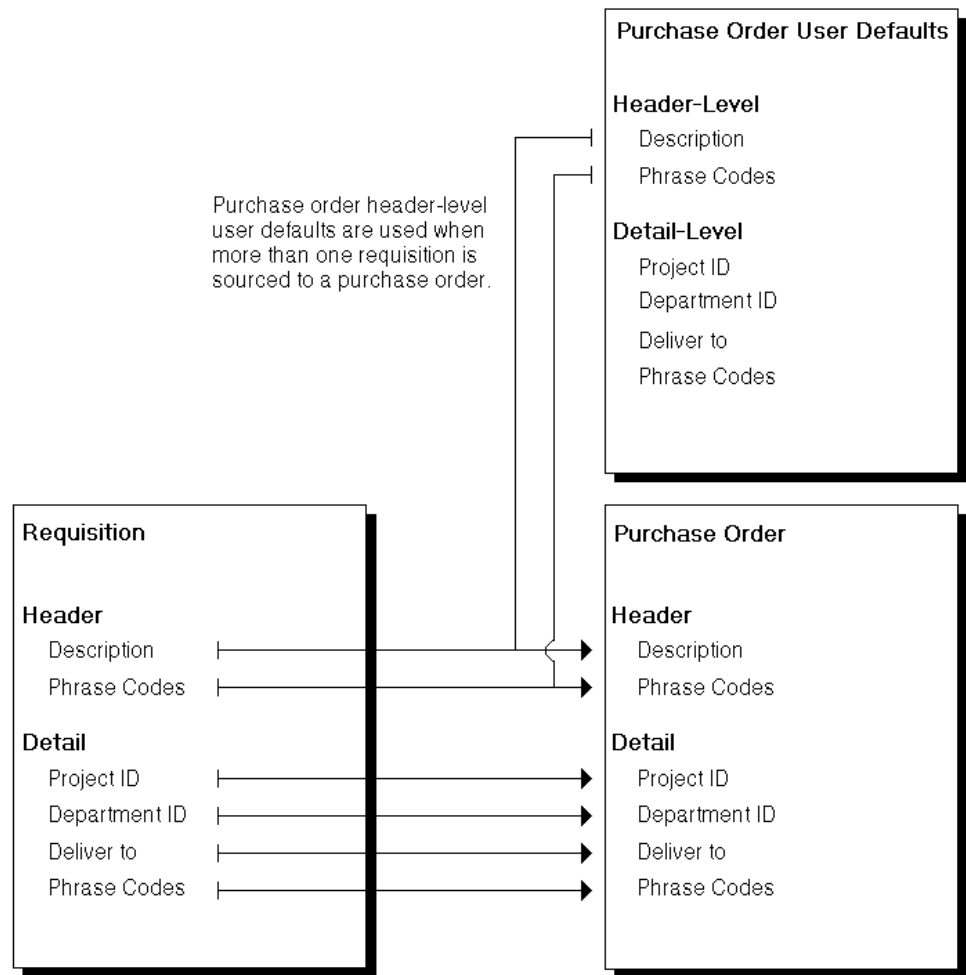 Purchase Order User Defaults
Header-Level
Description
Phrase Codes
Detail-Level
Project ID
Department ID
Deliver to
Phrase Codes
Purchase order header-level
user defaults are used when
more than one requisition is
sourced to a purchase order.
Requisition
Header
Description
Phrase Codes
Detail
Project ID
Department ID
Deliver to
Phrase Codes
Purchase Order
Header
Description
Phrase Codes
Detail
Project ID
Department ID
Deliver to
Phrase Codes